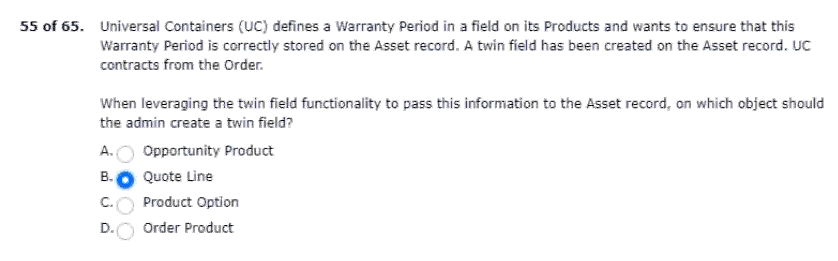 55 of 65. Universal Containers (UC) defines a Warranty Period in a field on its Products and wants to ensure that this
Warranty Period is correctly stored on the Asset record. A twin field has been created on the Asset record. UC
contracts from the Order.
When leveraging the twin field functionality to pass this information to the Asset record, on which object should
the admin create a twin field?
A. Opportunity Product
B. Quote Line
C. Product Option
D. Order Product